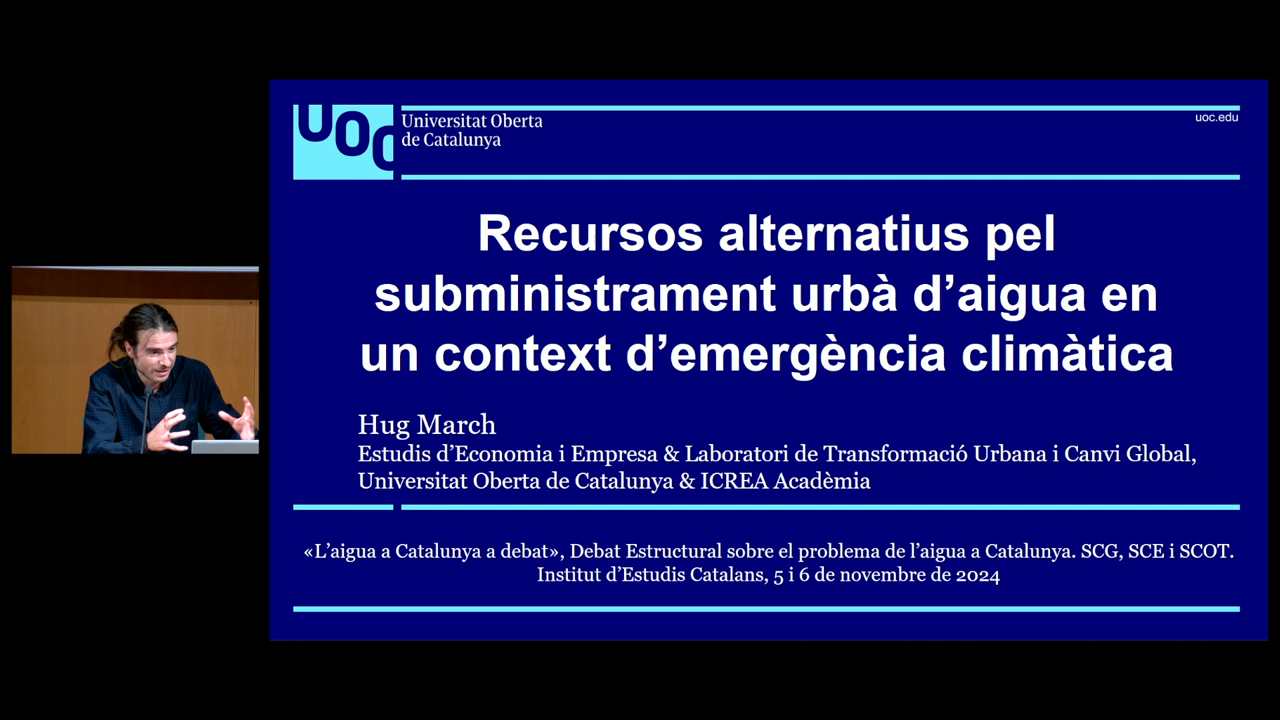 UOC
Universitat Oberta
de Catalunya
uoc.edu
Recursos alternatius pel
subministrament urbà d’aigua en
un context d’emergència climàtica
Hug March
Estudis d’Economia i Empresa & Laboratori de Transformació Urbana i Canvi Global,
Universitat Oberta de Catalunya & ICREA Acadèmia
«L’aigua a Catalunya a debat», Debat Estructural sobre el problema de l’aigua a Catalunya. SCG, SCE i SCOT.
Institut d’Estudis Catalans, 5 i 6 de novembre de 2024